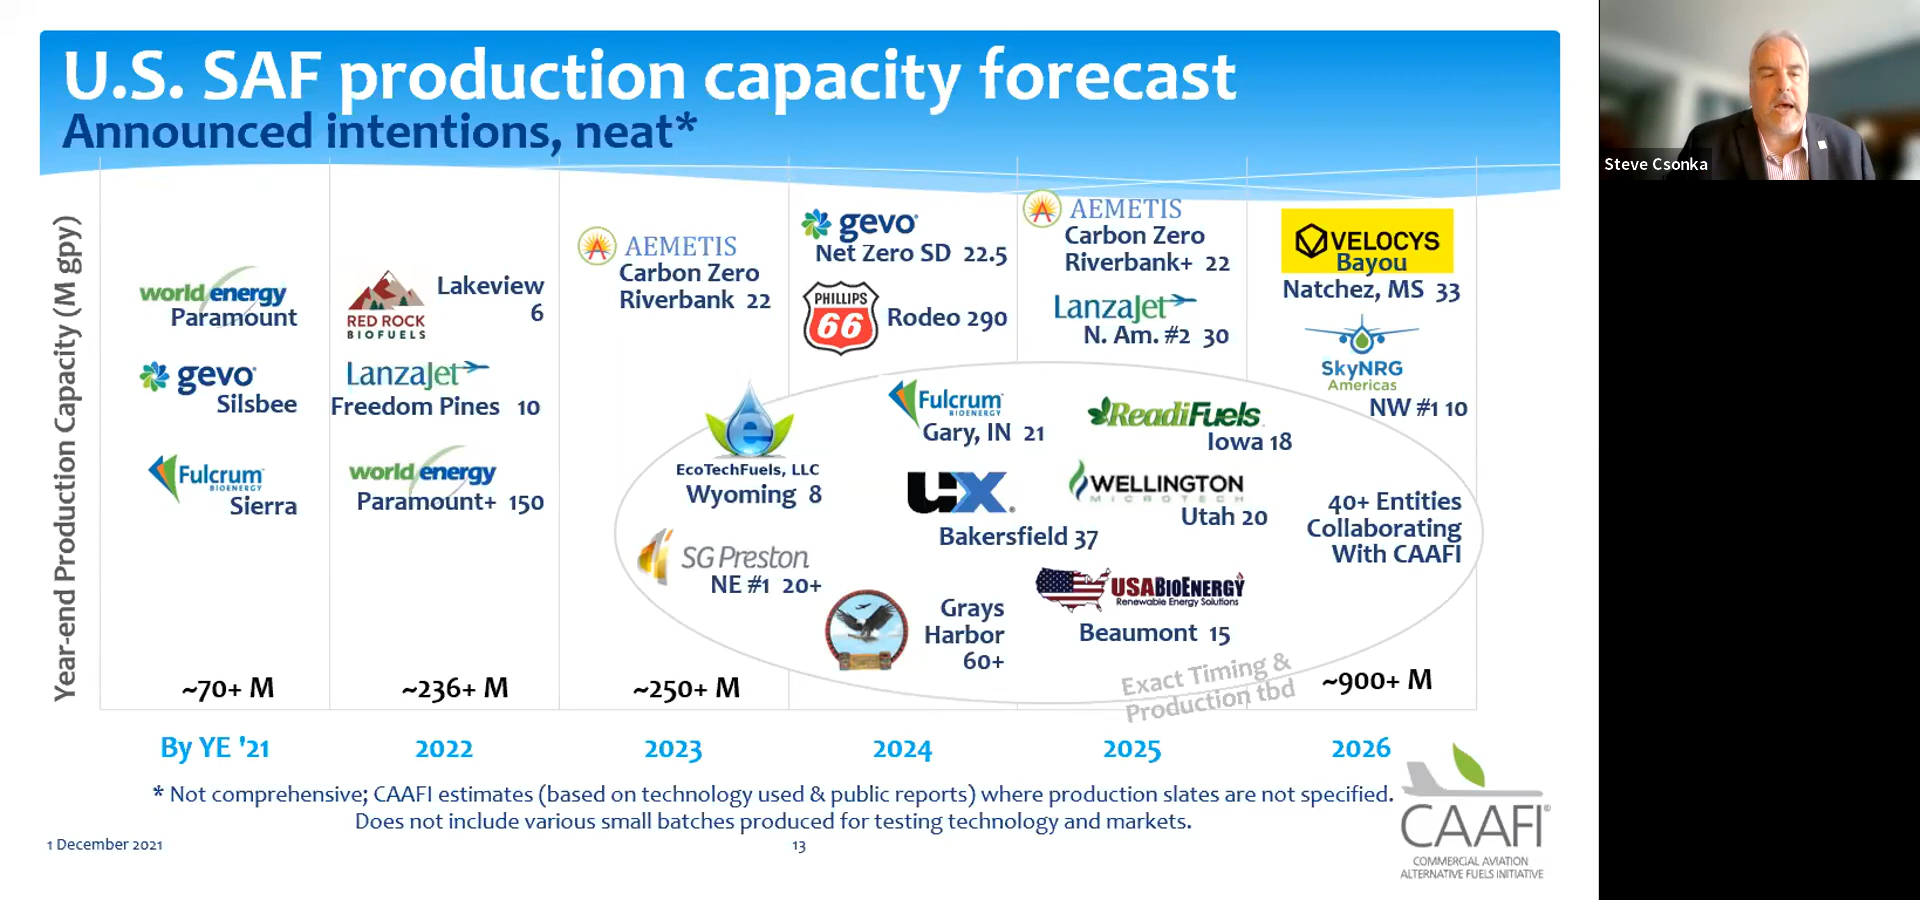 U.S. SAF production capacity forecast
Announced intentions, neat*
Steve Csonka
Year-end Production Capacity (M gpy)
world energy
Paramount
gevo
Silsbee
Fulcrum
BIOENERGY
Sierra
~70+ M
By YE '21
RED ROCK
BIOFUELS
Lakeview
6
LanzaJet
Freedom Pines 10
world energy
Paramount+ 150
~236+ M
2022
AEMETIS
Carbon Zero
Riverbank 22
EcoTechFuels, LLC
Wyoming 8
SG Preston
NE #1 20+
~250+ M
2023
gevo
Net Zero SD 22.5
PHILLIPS
66
Rodeo 290
Fulcrum
BIOENERGY
Gary, IN 21
URX
Bakersfield 37
Grays
Harbor
60+
2024
AEMETIS
Carbon Zero
Riverbank+ 22
LanzaJet
N. Am. #2 30
ReadiFuels
Iowa 18
WELLINGTON
MICROTECH
Utah 20
USA BIOENERGY
Renewable Energy Solutions
Beaumont 15
Exact Timing &
Production tbd
2025
VELOCYS
Bayou
Natchez, MS 33
SkyNRG
Americas
NW #1 10
40+ Entities
Collaborating
With CAAFI
~900+ M
2026
* Not comprehensive; CAAFI estimates (based on technology used & public reports) where production slates are not specified.
Does not include various small batches produced for testing technology and markets.
1 December 2021
13
CAAFI
COMMERCIAL AVIATION
ALTERNATIVE FUELS INITIATIVE